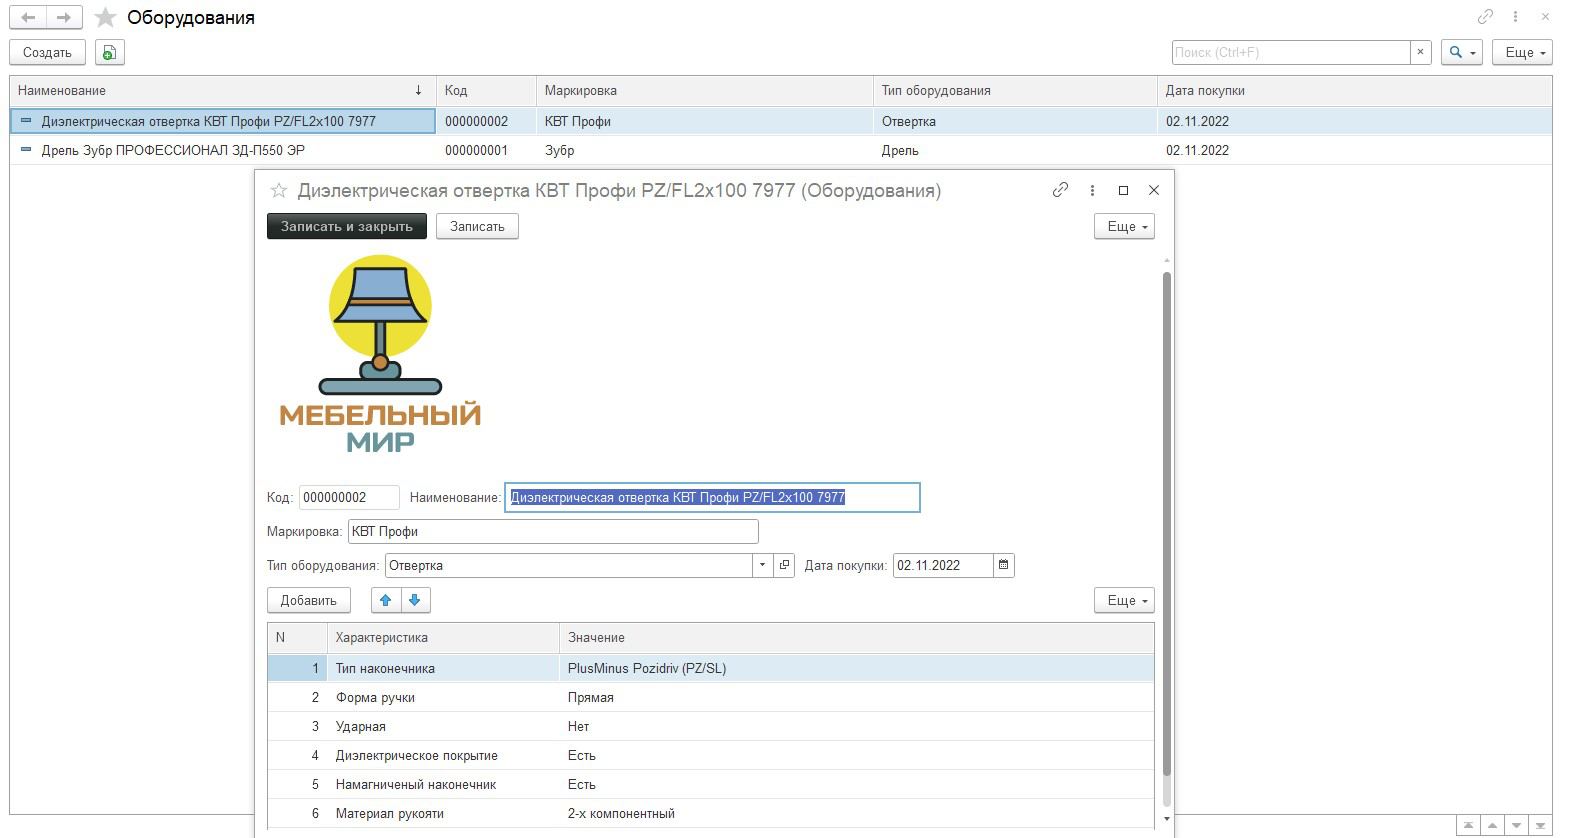 Оборудования
Создать
Поиск (Ctrl+F)
Еще
Наименование
Код
Маркировка
Тип оборудования
Дата покупки
Диэлектрическая отвертка КВТ Профи PZ/FL2x100 7977
000000002
КВТ Профи
Отвертка
02.11.2022
Дрель Зубр ПРОФЕССИОНАЛ ЗД-П550 ЭР
000000001
Зубр
Дрель
02.11.2022
Диэлектрическая отвертка КВТ Профи PZ/FL2x100 7977 (Оборудования)
Записать и закрыть
Записать
Еще
МЕБЕЛЬНЫЙ
МИР
Код: 000000002
Наименование: Диэлектрическая отвертка КВТ Профи PZ/FL2x100 7977
Маркировка: КВТ Профи
Тип оборудования: Отвертка
Дата покупки: 02.11.2022
Добавить
Еще
N
Характеристика
Значение
1 Тип наконечника PlusMinus Pozidriv (PZ/SL)
2 Форма ручки Прямая
3 Ударная Нет
4 Диэлектрическое покрытие Есть
5 Намагниченый наконечник Есть
6 Материал рукояти 2-х компонентный